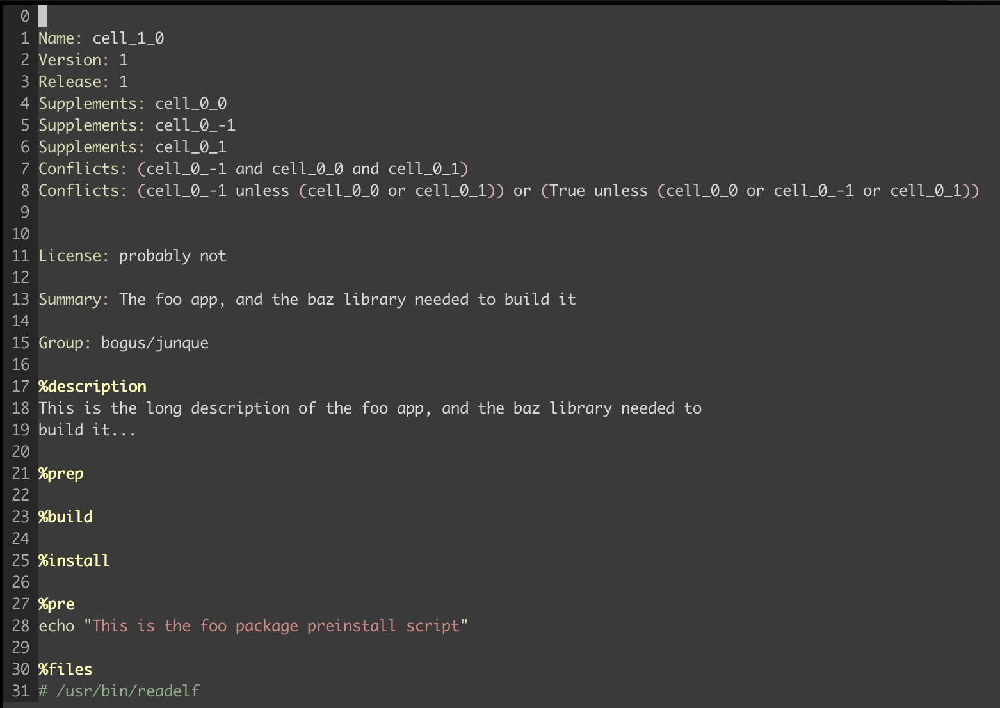 0
1 Name: cell_1_0
2 Version: 1
3 Release: 1
4 Supplements: cell_0_0
5 Supplements: cell_0_-1
6 Supplements: cell_0_1
7 Conflicts: (cell_0_-1 and cell_0_0 and cell_0_1)
8 Conflicts: (cell_0_-1 unless (cell_0_0 or cell_0_1)) or (True unless (cell_0_0 or cell_0_-1 or cell_0_1))
9
10
11 License: probably not
12
13 Summary: The foo app, and the baz library needed to build it
14
15 Group: bogus/junque
16
17 %description
18 This is the long description of the foo app, and the baz library needed to
19 build it...
20
21 %prep
22
23 %build
24
25 %install
26
27 %pre
28 echo "This is the foo package preinstall script"
29
30 %files
31 # /usr/bin/readelf